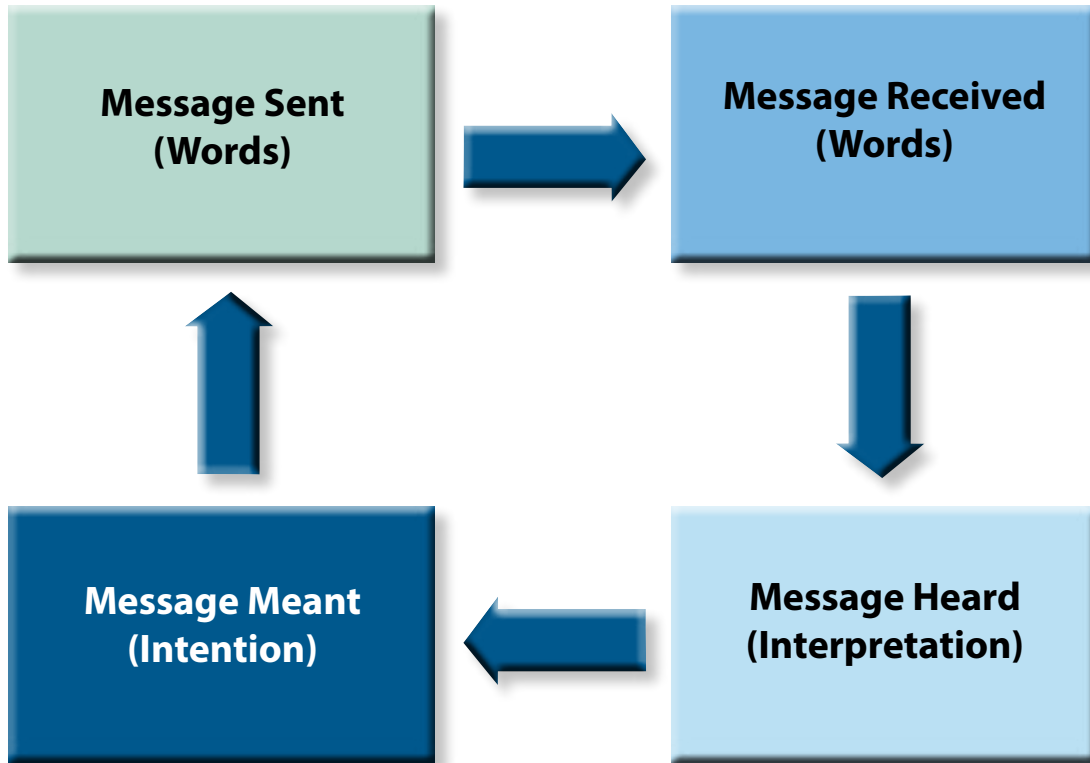 Message Sent
(Words)
Message Received
(Words)
Message Meant
(Intention)
Message Heard
(Interpretation)